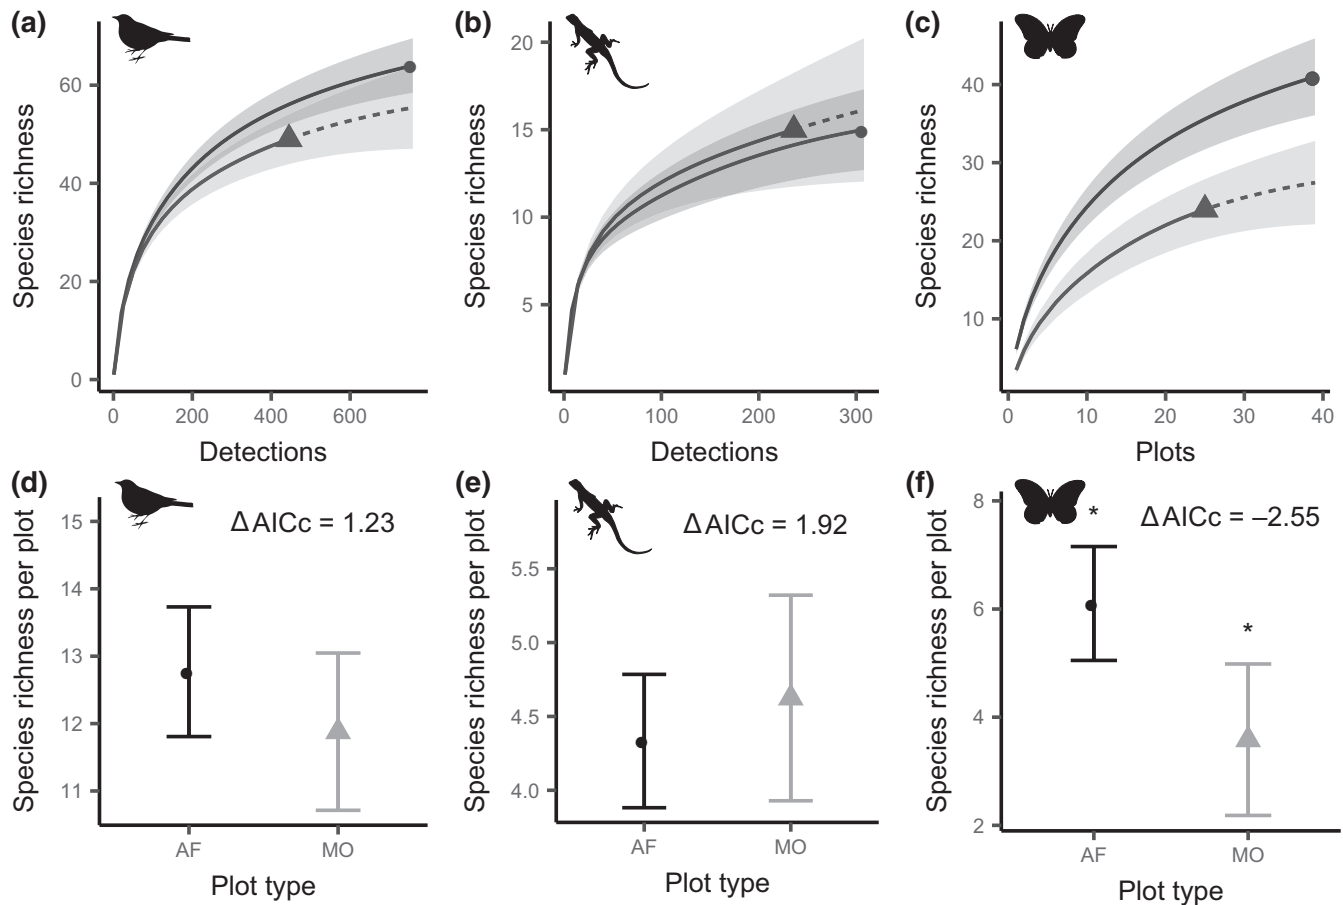 (a)
Species richness
60
40
20
0
0 200 400 600
Detections
(b)
Species richness
20
15
10
5
0 100 200 300
Detections
(c)
Species richness
40
30
20
10
0 10 20 30 40
Plots
(d)
ΔAICc = 1.23
Species richness per plot
15
14
13
12
11
AF MO
Plot type
(e)
ΔAICc = 1.92
Species richness per plot
5.5
5.0
4.5
4.0
AF MO
Plot type
(f)
ΔAICc = –2.55
Species richness per plot
8
6
4
2
*
*
AF MO
Plot type